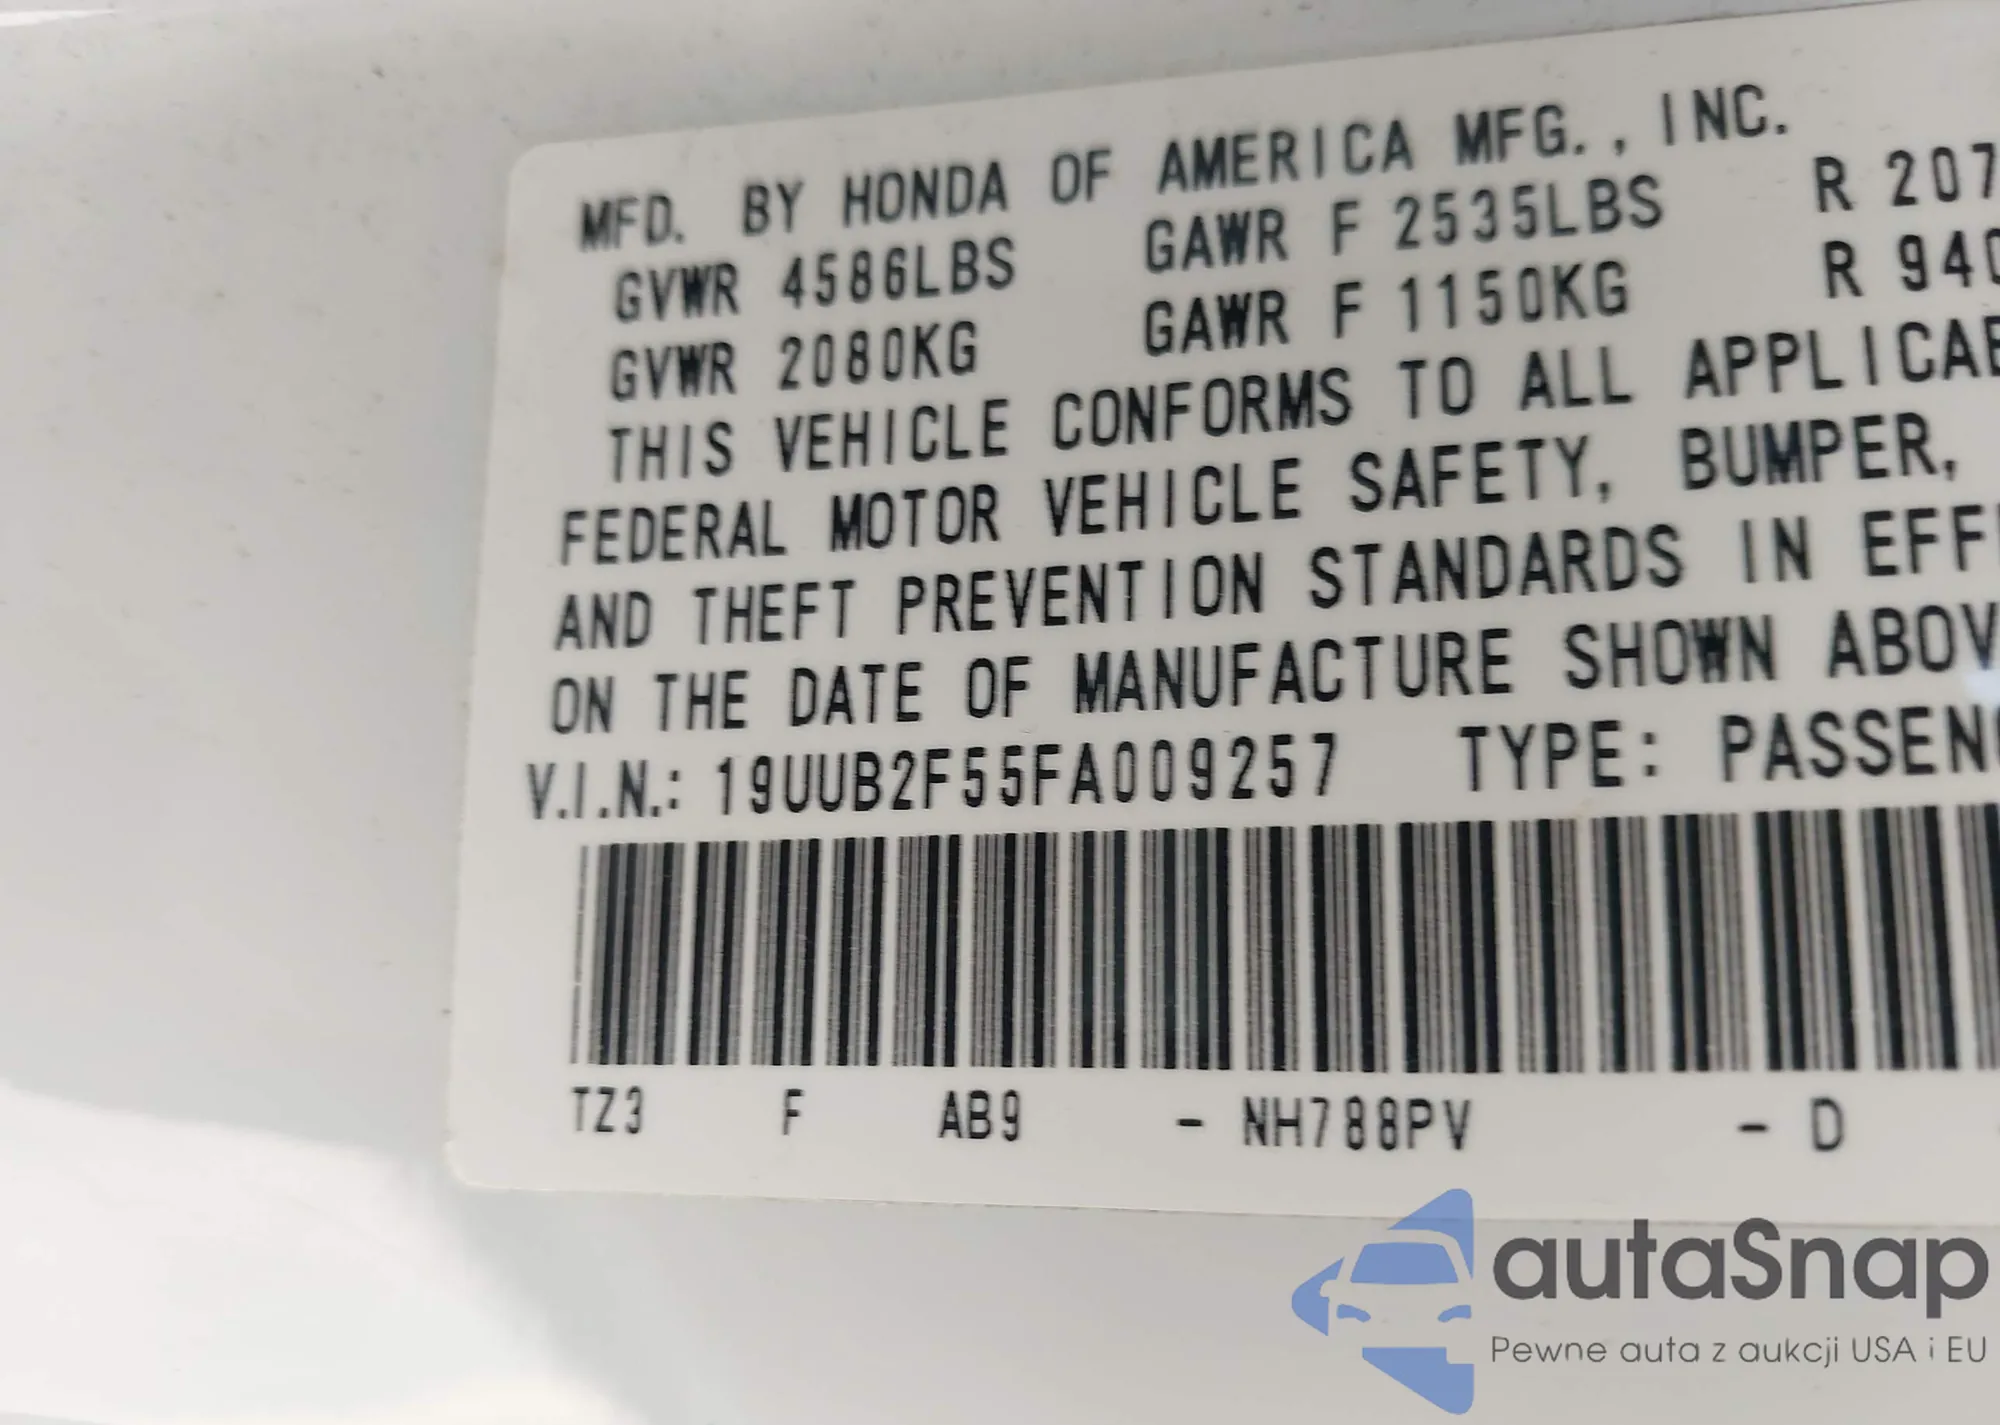 MFD. BY HONDA OF AMERICA MFG., INC.
GVWR 4586LBS GAWR F 2535LBS R 207
GVWR 2080KG GAWR F 1150KG R 940
THIS VEHICLE CONFORMS TO ALL APPLICAB
FEDERAL MOTOR VEHICLE SAFETY, BUMPER,
AND THEFT PREVENTION STANDARDS IN EFF
ON THE DATE OF MANUFACTURE SHOWN ABOV
V.I.N.: 19UUB2F55FA009257 TYPE: PASSEN
TZ3 F AB9 - NH788PV - D
autaSnap
Pewne auta z aukcji USA i EU